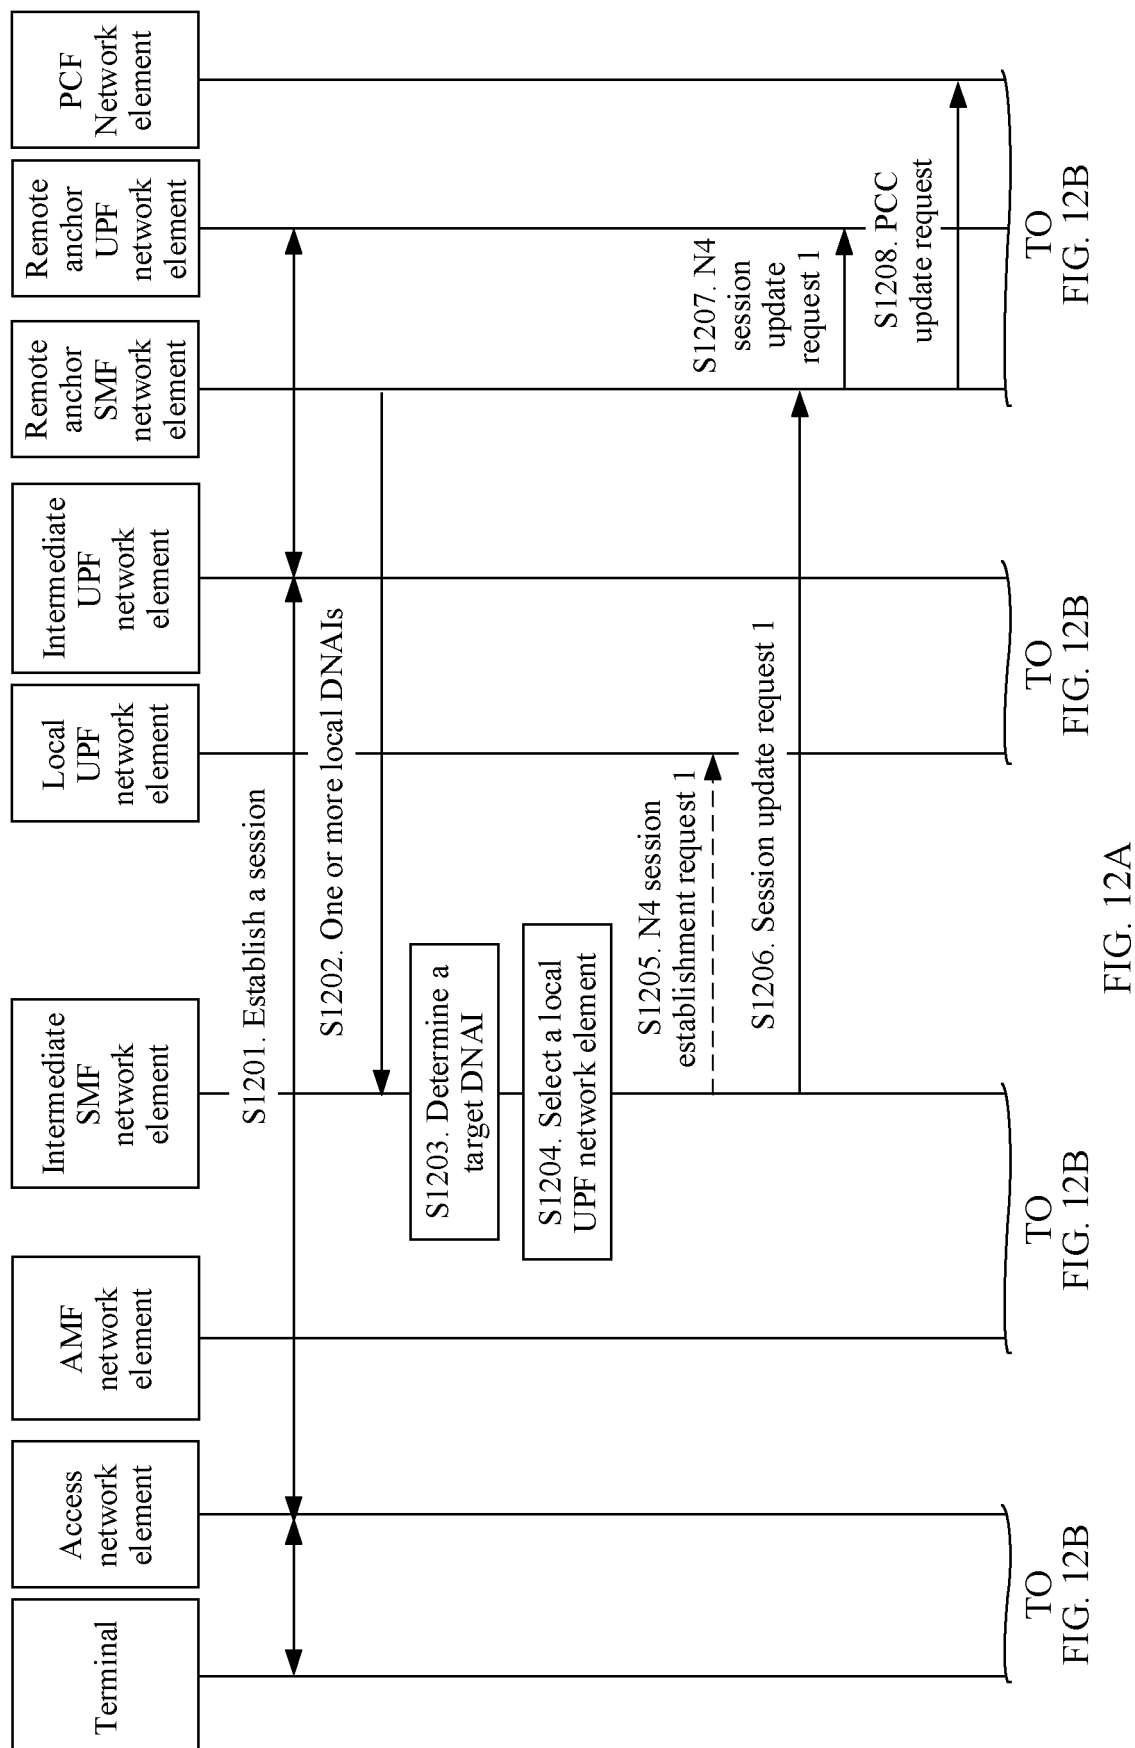 Terminal
Access
network
element
AMF
network
element
Intermediate
SMF
network
element
Local
UPF
network
element
Intermediate
UPF
network
element
Remote
anchor
SMF
network
element
Remote
anchor
UPF
network
element
PCF
Network
element
S1201. Establish a session
S1202. One or more local DNAIs
S1203. Determine a
target DNAI
S1204. Select a local
UPF network element
S1205. N4 session
establishment request 1
S1206. Session update request 1
S1207. N4
session
update
request 1
S1208. PCC
update request
TO
FIG. 12B
TO
FIG. 12B
TO
FIG. 12B
TO
FIG. 12B
FIG. 12A